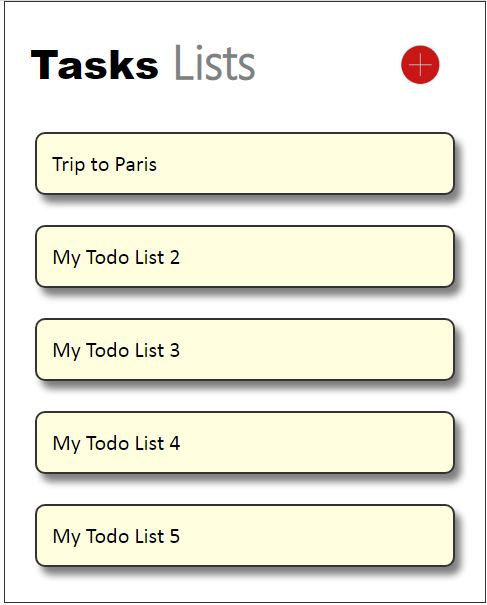 Tasks Lists
Trip to Paris
My Todo List 2
My Todo List 3
My Todo List 4
My Todo List 5